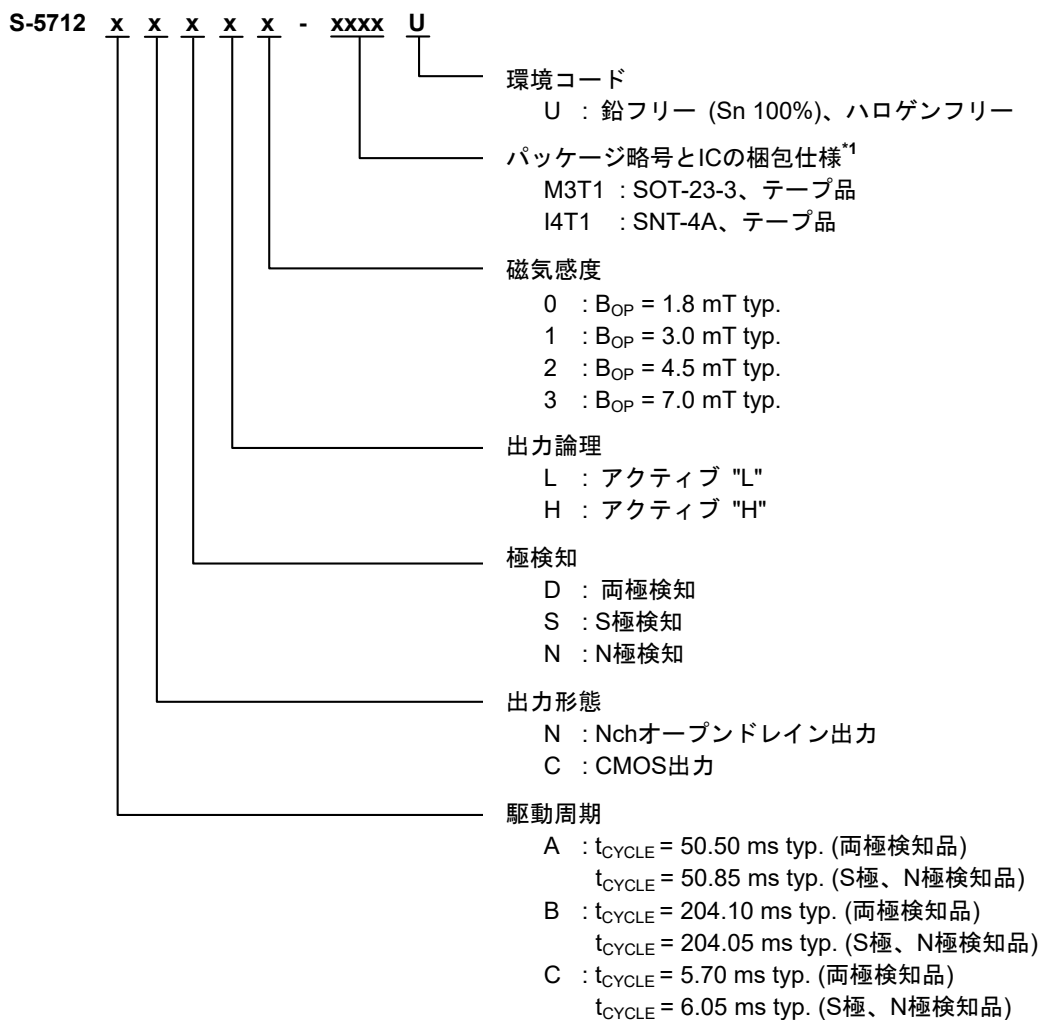 S-5712 x x x x x - xxxx U
環境コード
U : 鉛フリー (Sn 100%)、ハロゲンフリー
パッケージ略号とICの梱包仕様*1
M3T1 : SOT-23-3、テープ品
I4T1 : SNT-4A、テープ品
磁気感度
0 : BOP = 1.8 mT typ.
1 : BOP = 3.0 mT typ.
2 : BOP = 4.5 mT typ.
3 : BOP = 7.0 mT typ.
出力論理
L : アクティブ "L"
H : アクティブ "H"
極検知
D : 両極検知
S : S極検知
N : N極検知
出力形態
N : Nchオープンドレイン出力
C : CMOS出力
駆動周期
A : tCYCLE = 50.50 ms typ. (両極検知品)
tCYCLE = 50.85 ms typ. (S極、N極検知品)
B : tCYCLE = 204.10 ms typ. (両極検知品)
tCYCLE = 204.05 ms typ. (S極、N極検知品)
C : tCYCLE = 5.70 ms typ. (両極検知品)
tCYCLE = 6.05 ms typ. (S極、N極検知品)